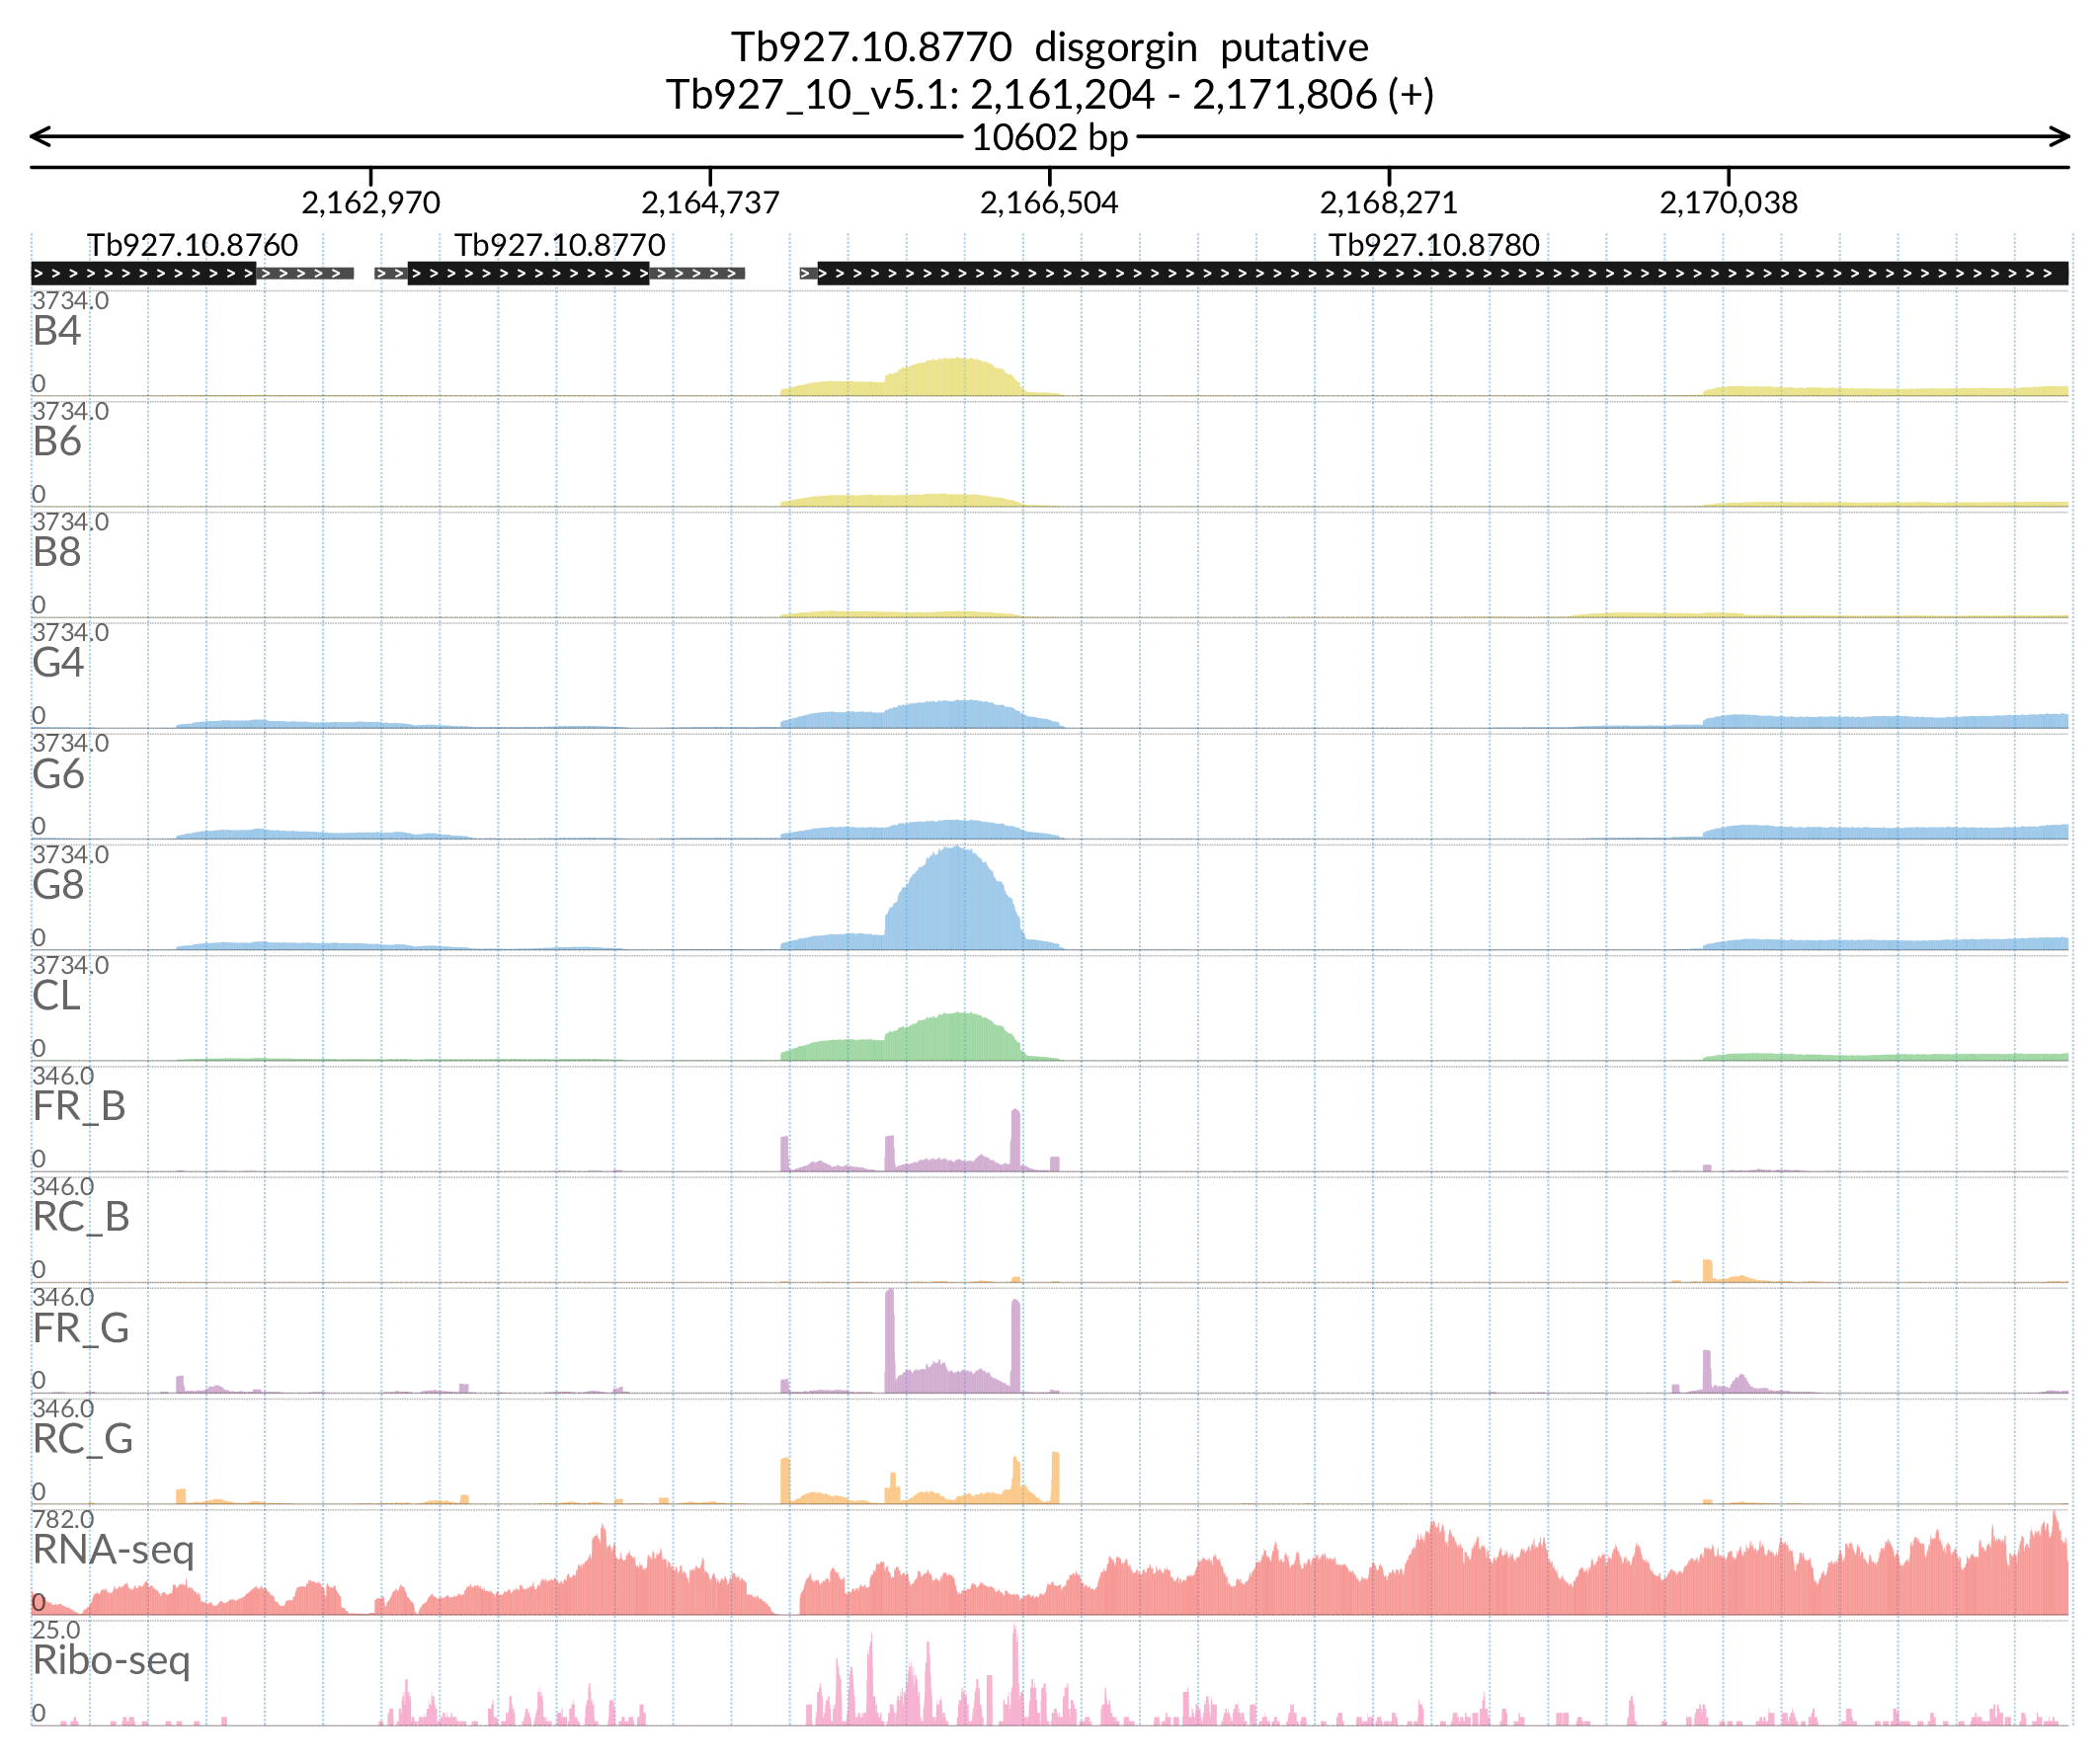 Tb927.10.8770 disgorgin putative
Tb927_10_v5.1: 2,161,204 - 2,171,806 (+)
10602 bp
2,162,970 2,164,737 2,166,504 2,168,271 2,170,038
Tb927.10.8760 Tb927.10.8770 Tb927.10.8780
3734.0
B4
0
3734.0
B6
0
3734.0
B8
0
3734.0
G4
0
3734.0
G6
0
3734.0
G8
0
3734.0
CL
0
346.0
FR_B
0
346.0
RC_B
0
346.0
FR_G
0
346.0
RC_G
0
782.0
RNA-seq
0
25.0
Ribo-seq
0